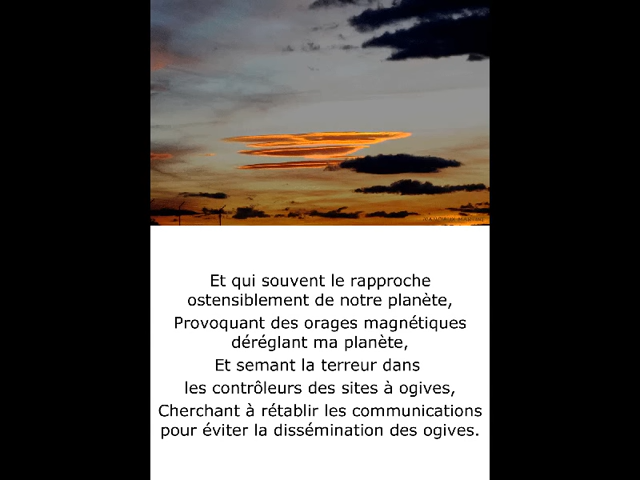 Et qui souvent le rapproche
ostensiblement de notre planète,
Provoquant des orages magnétiques
déréglant ma planète,
Et semant la terreur dans
les contrôleurs des sites à ogives,
Cherchant à rétablir les communications
pour éviter la dissémination des ogives.